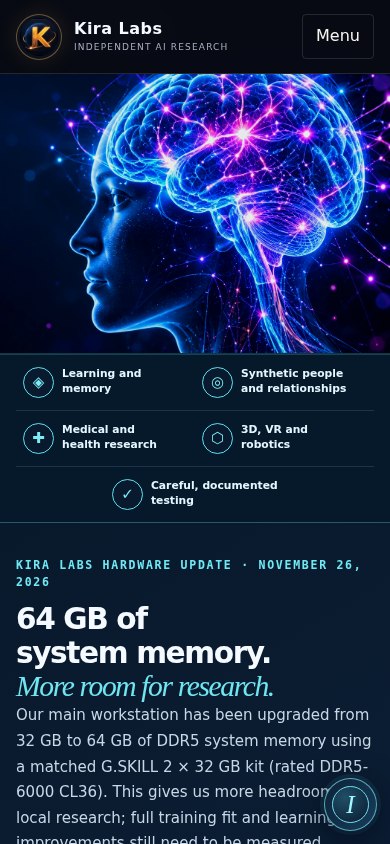 K
Kira Labs
INDEPENDENT AI RESEARCH
Menu
Learning and
memory
Synthetic people
and relationships
Medical and
health research
3D, VR and
robotics
Careful, documented
testing
KIRA LABS HARDWARE UPDATE · NOVEMBER 26,
2026
64 GB of
system memory.
More room for research.
Our main workstation has been upgraded from
32 GB to 64 GB of DDR5 system memory using
a matched G.SKILL 2 × 32 GB kit (rated DDR5-
6000 CL36). This gives us more headroom
local research; full training fit and learning
improvements still need to be measured
I